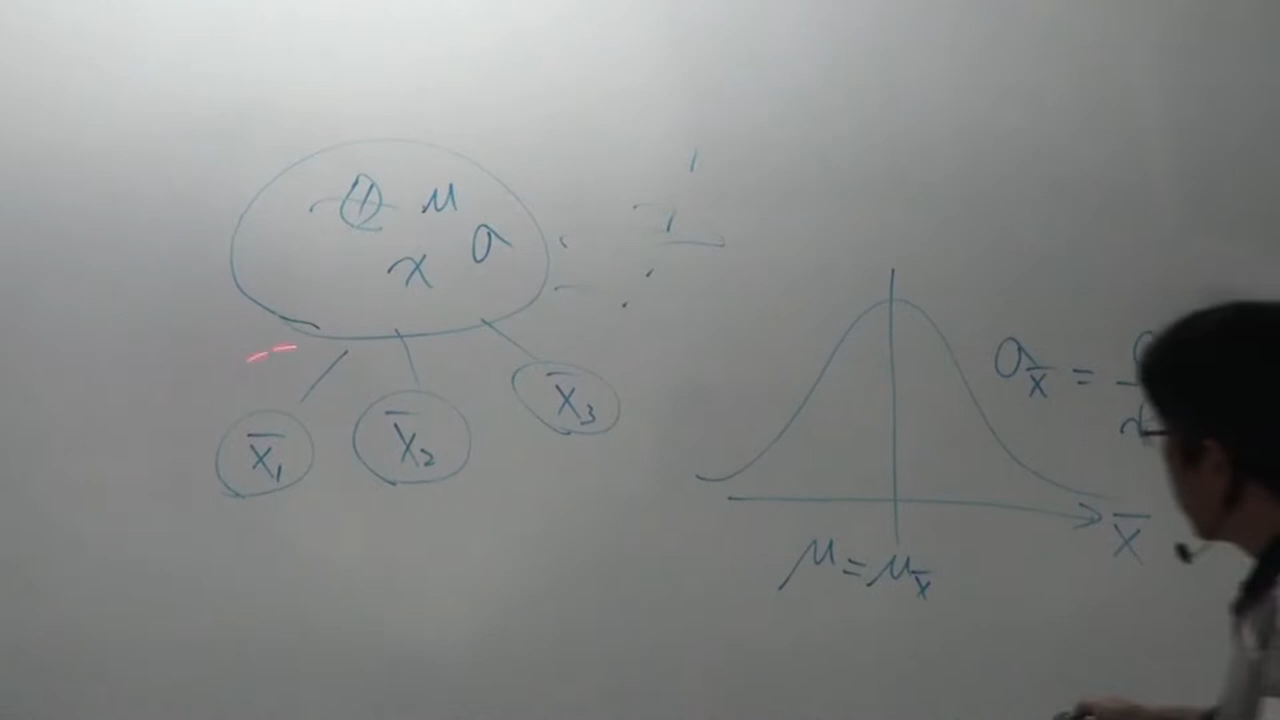 μ
x σ
x̄₁ x̄₂ x̄₃
σx̄ =
x̄
μ = μx̄